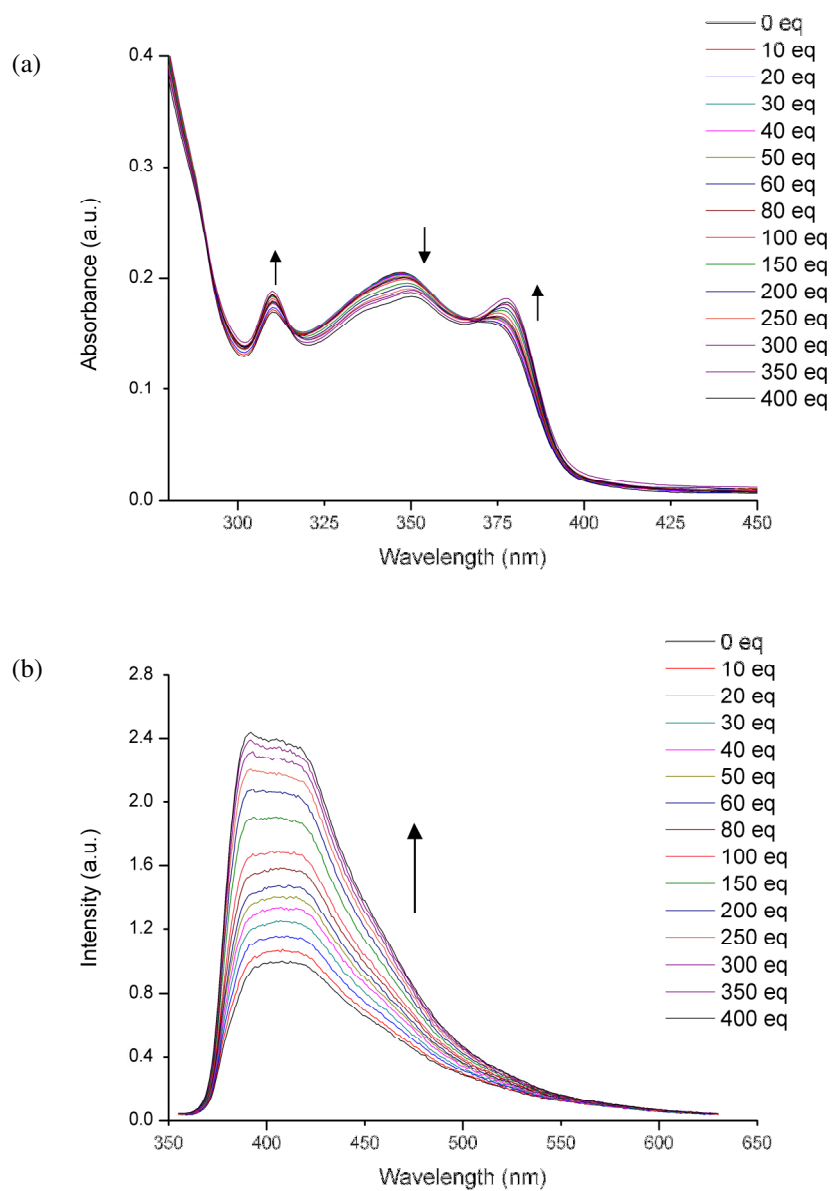 (a)
0 eq
10 eq
20 eq
30 eq
40 eq
50 eq
60 eq
80 eq
100 eq
150 eq
200 eq
250 eq
300 eq
350 eq
400 eq
0.4
0.3
0.2
0.1
0.0
Absorbance (a.u.)
300 325 350 375 400 425 450
Wavelength (nm)
(b)
0 eq
10 eq
20 eq
30 eq
40 eq
50 eq
60 eq
80 eq
100 eq
150 eq
200 eq
250 eq
300 eq
350 eq
400 eq
2.8
2.4
2.0
1.6
1.2
0.8
0.4
0.0
Intensity (a.u.)
350 400 450 500 550 600 650
Wavelength (nm)